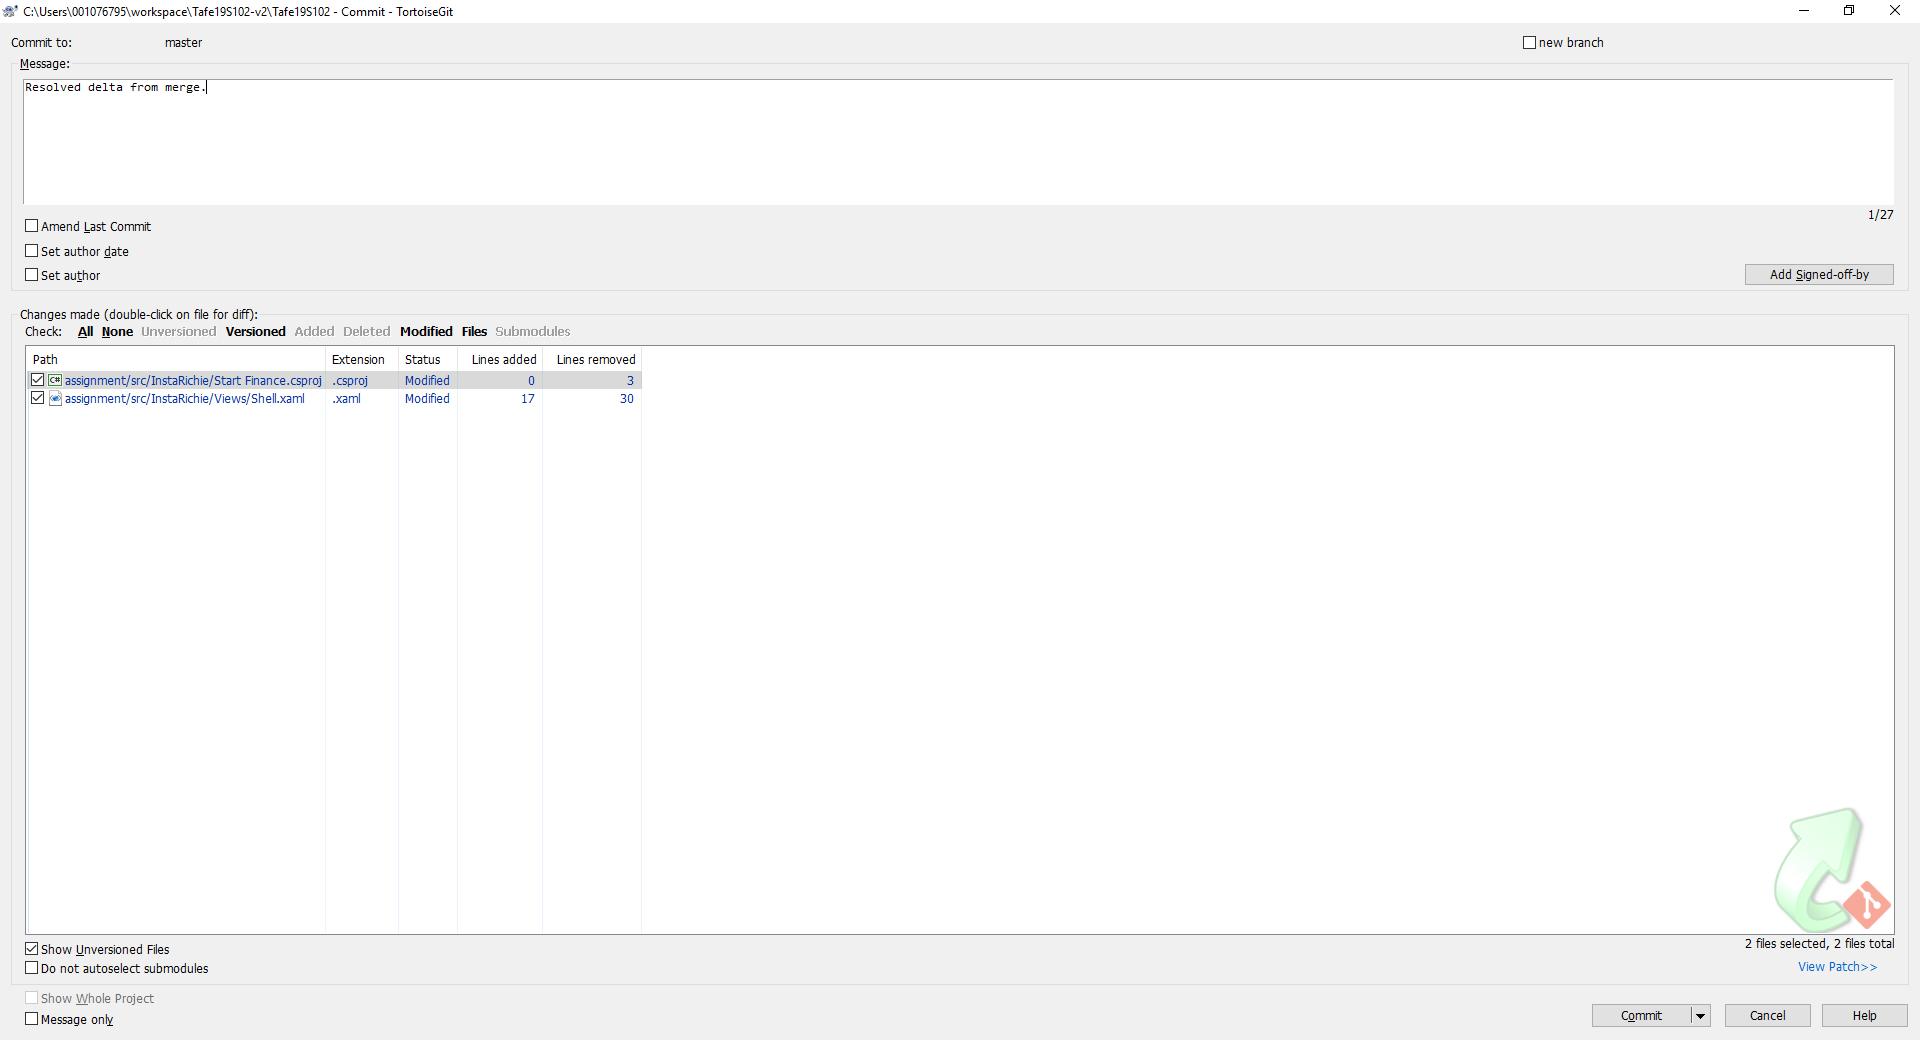 C:\Users\001076795\workspace\Tafe19S102-v2\Tafe19S102 - Commit - TortoiseGit
Commit to: master new branch
Message:
Resolved delta from merge.
1/27
Amend Last Commit
Set author date
Set author
Add Signed-off-by
Changes made (double-click on file for diff):
Check: All None Unversioned Versioned Added Deleted Modified Files Submodules
Path Extension Status Lines added Lines removed
C# assignment/src/InstaRichie/Start Finance.csproj .csproj Modified 0 3
assignment/src/InstaRichie/Views/Shell.xaml .xaml Modified 17 30
Show Unversioned Files
2 files selected, 2 files total
Do not autoselect submodules
View Patch>>
Show Whole Project
Message only
Commit Cancel Help